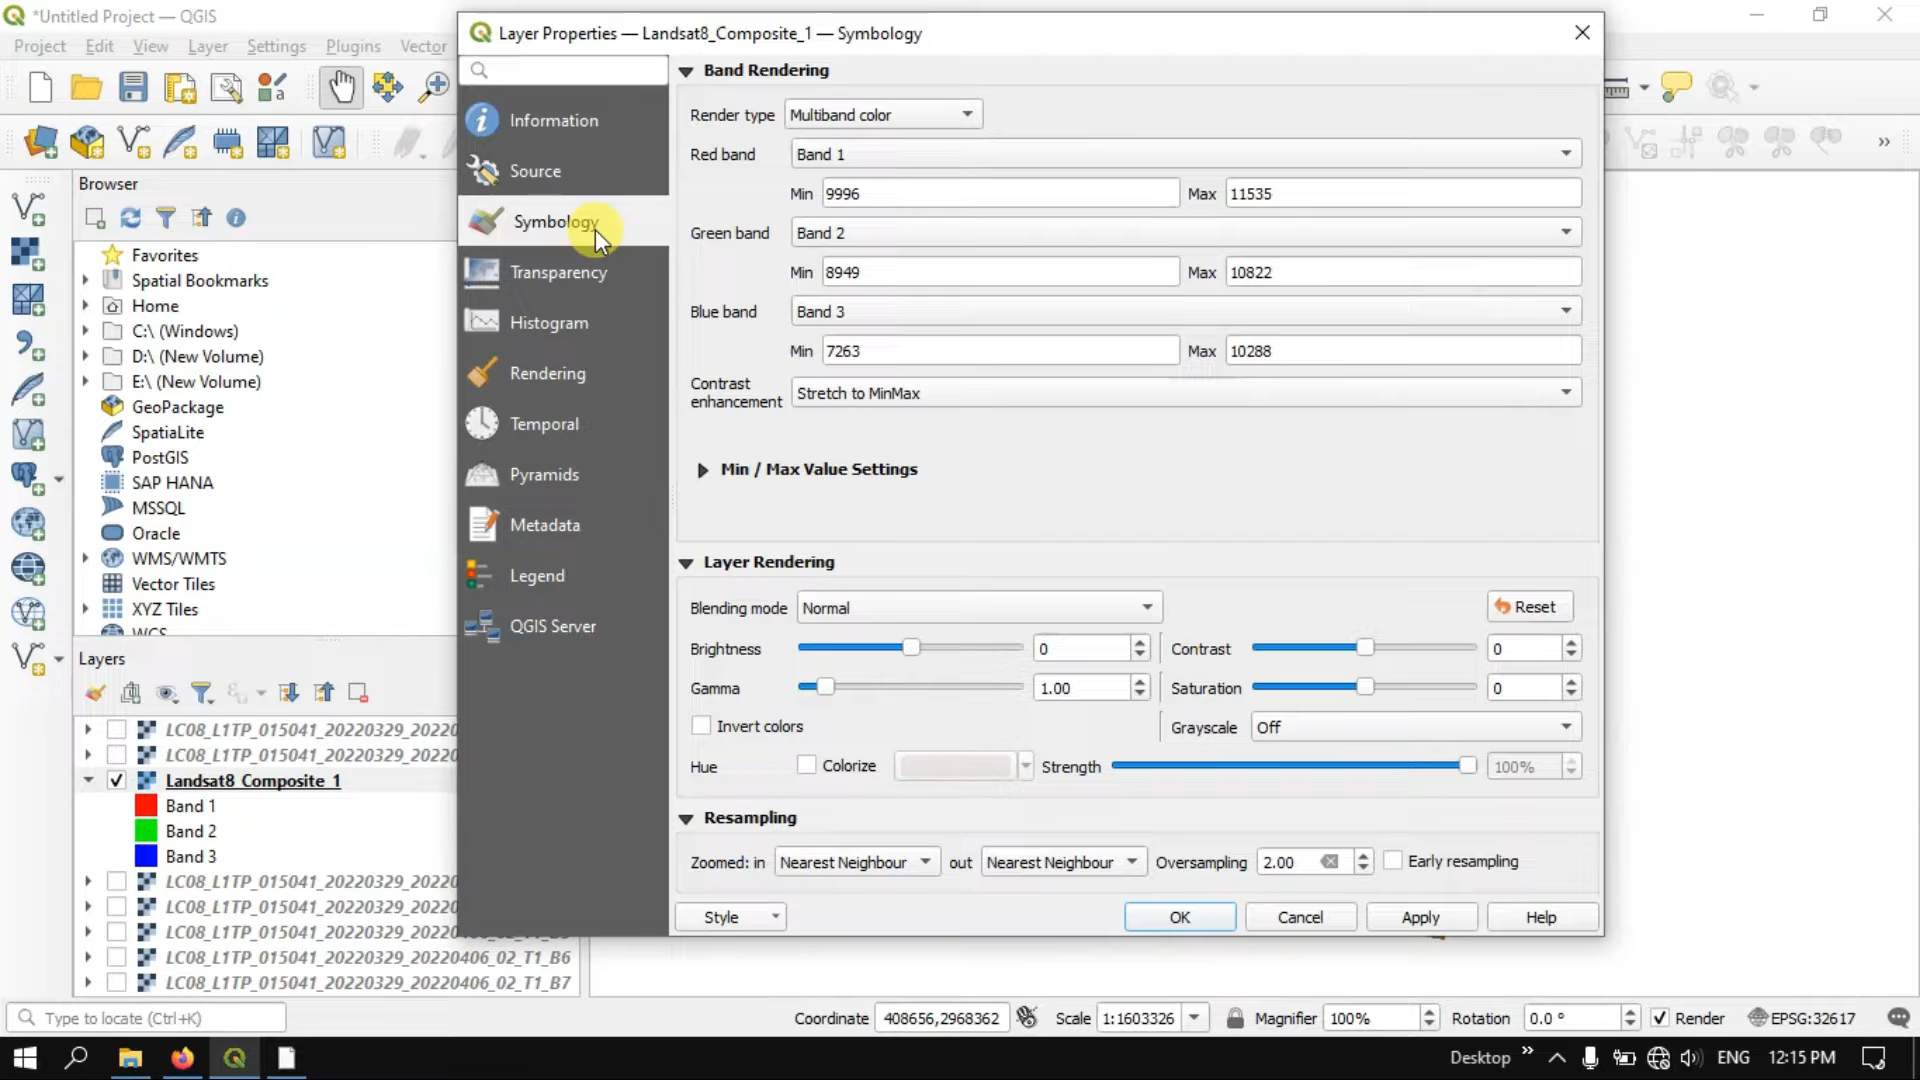 *Untitled Project — QGIS
Project Edit View Layer Settings Plugins Vector
Browser
Favorites
Spatial Bookmarks
Home
C:\ (Windows)
D:\ (New Volume)
E:\ (New Volume)
GeoPackage
SpatiaLite
PostGIS
SAP HANA
MSSQL
Oracle
WMS/WMTS
Vector Tiles
XYZ Tiles
WCS
Layers
LC08_L1TP_015041_20220329_20220
LC08_L1TP_015041_20220329_20220
Landsat8_Composite_1
Band 1
Band 2
Band 3
LC08_L1TP_015041_20220329_20220
LC08_L1TP_015041_20220329_20220
LC08_L1TP_015041_20220329_20220406_02_T1_B5
LC08_L1TP_015041_20220329_20220406_02_T1_B6
LC08_L1TP_015041_20220329_20220406_02_T1_B7
Layer Properties — Landsat8_Composite_1 — Symbology
Information
Source
Symbology
Transparency
Histogram
Rendering
Temporal
Pyramids
Metadata
Legend
QGIS Server
Band Rendering
Render type Multiband color
Red band Band 1
Min 9996 Max 11535
Green band Band 2
Min 8949 Max 10822
Blue band Band 3
Min 7263 Max 10288
Contrast enhancement Stretch to MinMax
Min / Max Value Settings
Layer Rendering
Blending mode Normal Reset
Brightness 0 Contrast 0
Gamma 1.00 Saturation 0
Invert colors Grayscale Off
Hue Colorize Strength 100%
Resampling
Zoomed: in Nearest Neighbour out Nearest Neighbour Oversampling 2.00 Early resampling
Style OK Cancel Apply Help
Type to locate (Ctrl+K) Coordinate 408656,2968362 Scale 1:1603326 Magnifier 100% Rotation 0.0 ° Render EPSG:32617
Desktop ENG 12:15 PM